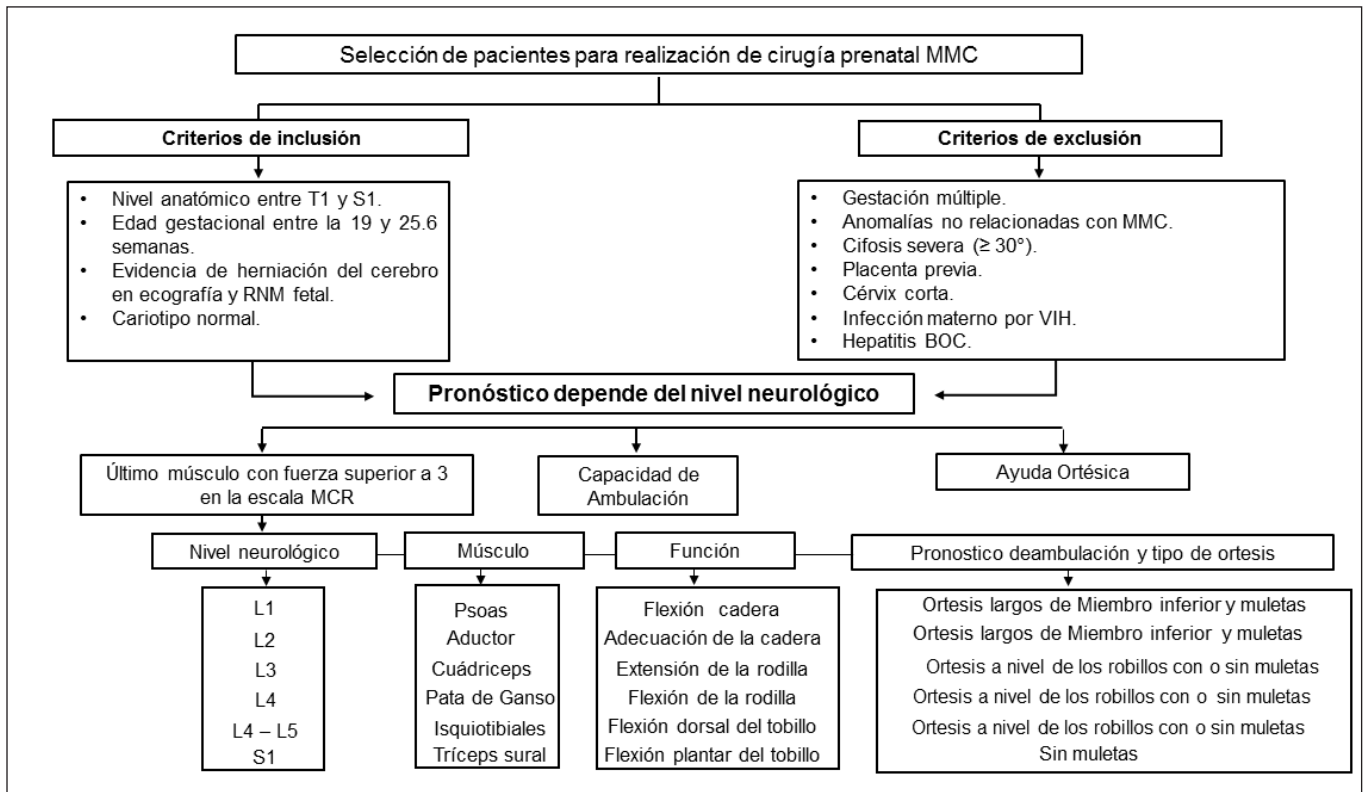 Selección de pacientes para realización de cirugía prenatal MMC
Criterios de inclusión
Criterios de exclusión
• Nivel anatómico entre T1 y S1.
• Edad gestacional entre la 19 y 25.6
semanas.
• Evidencia de herniación del cerebro
en ecografía y RNM fetal.
• Cariotipo normal.
• Gestación múltiple.
• Anomalías no relacionadas con MMC.
• Cifosis severa (≥ 30°).
• Placenta previa.
• Cérvix corta.
• Infección materno por VIH.
• Hepatitis BOC.
Pronóstico depende del nivel neurológico
Último músculo con fuerza superior a 3
en la escala MCR
Capacidad de
Ambulación
Ayuda Ortésica
Nivel neurológico
Músculo
Función
Pronostico deambulación y tipo de ortesis
L1
L2
L3
L4
L4 – L5
S1
Psoas
Aductor
Cuádriceps
Pata de Ganso
Isquiotibiales
Tríceps sural
Flexión cadera
Adecuación de la cadera
Extensión de la rodilla
Flexión de la rodilla
Flexión dorsal del tobillo
Flexión plantar del tobillo
Ortesis largos de Miembro inferior y muletas
Ortesis largos de Miembro inferior y muletas
Ortesis a nivel de los robillos con o sin muletas
Ortesis a nivel de los robillos con o sin muletas
Ortesis a nivel de los robillos con o sin muletas
Sin muletas